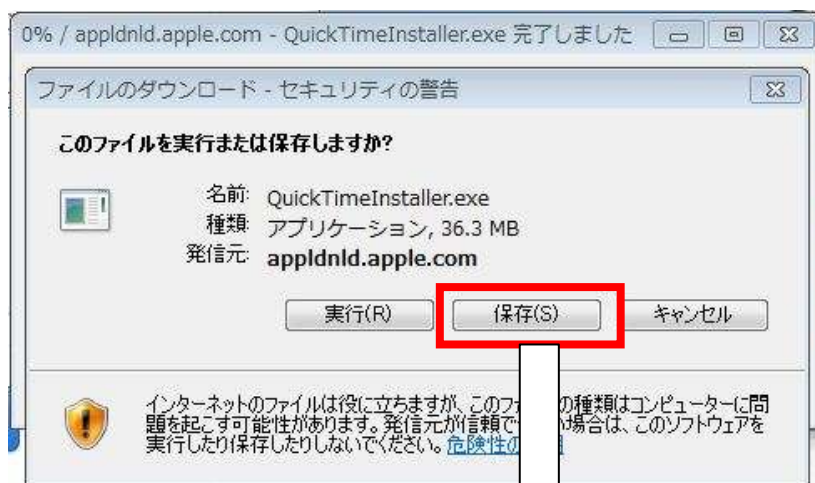 0% / appldnld.apple.com - QuickTimeInstaller.exe 完了しました
ファイルのダウンロード - セキュリティの警告
このファイルを実行または保存しますか?
名前: QuickTimeInstaller.exe
種類: アプリケーション, 36.3 MB
発信元: appldnld.apple.com
実行(R) 保存(S) キャンセル
インターネットのファイルは役に立ちますが、このファ の種類はコンピューターに問
題を起こす可能性があります。発信元が信頼で い場合は、このソフトウェアを
実行したり保存したりしないでください。危険性の